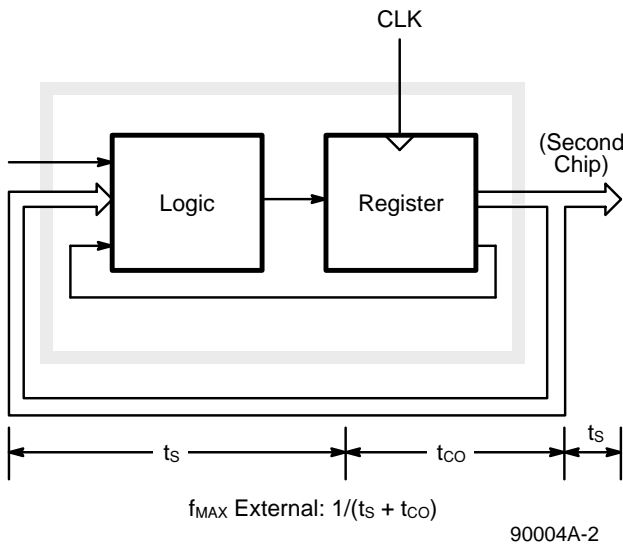 CLK
(Second
Chip)
Logic
Register
tS
tCO
tS
fMAX External: 1/(tS + tCO)
90004A-2